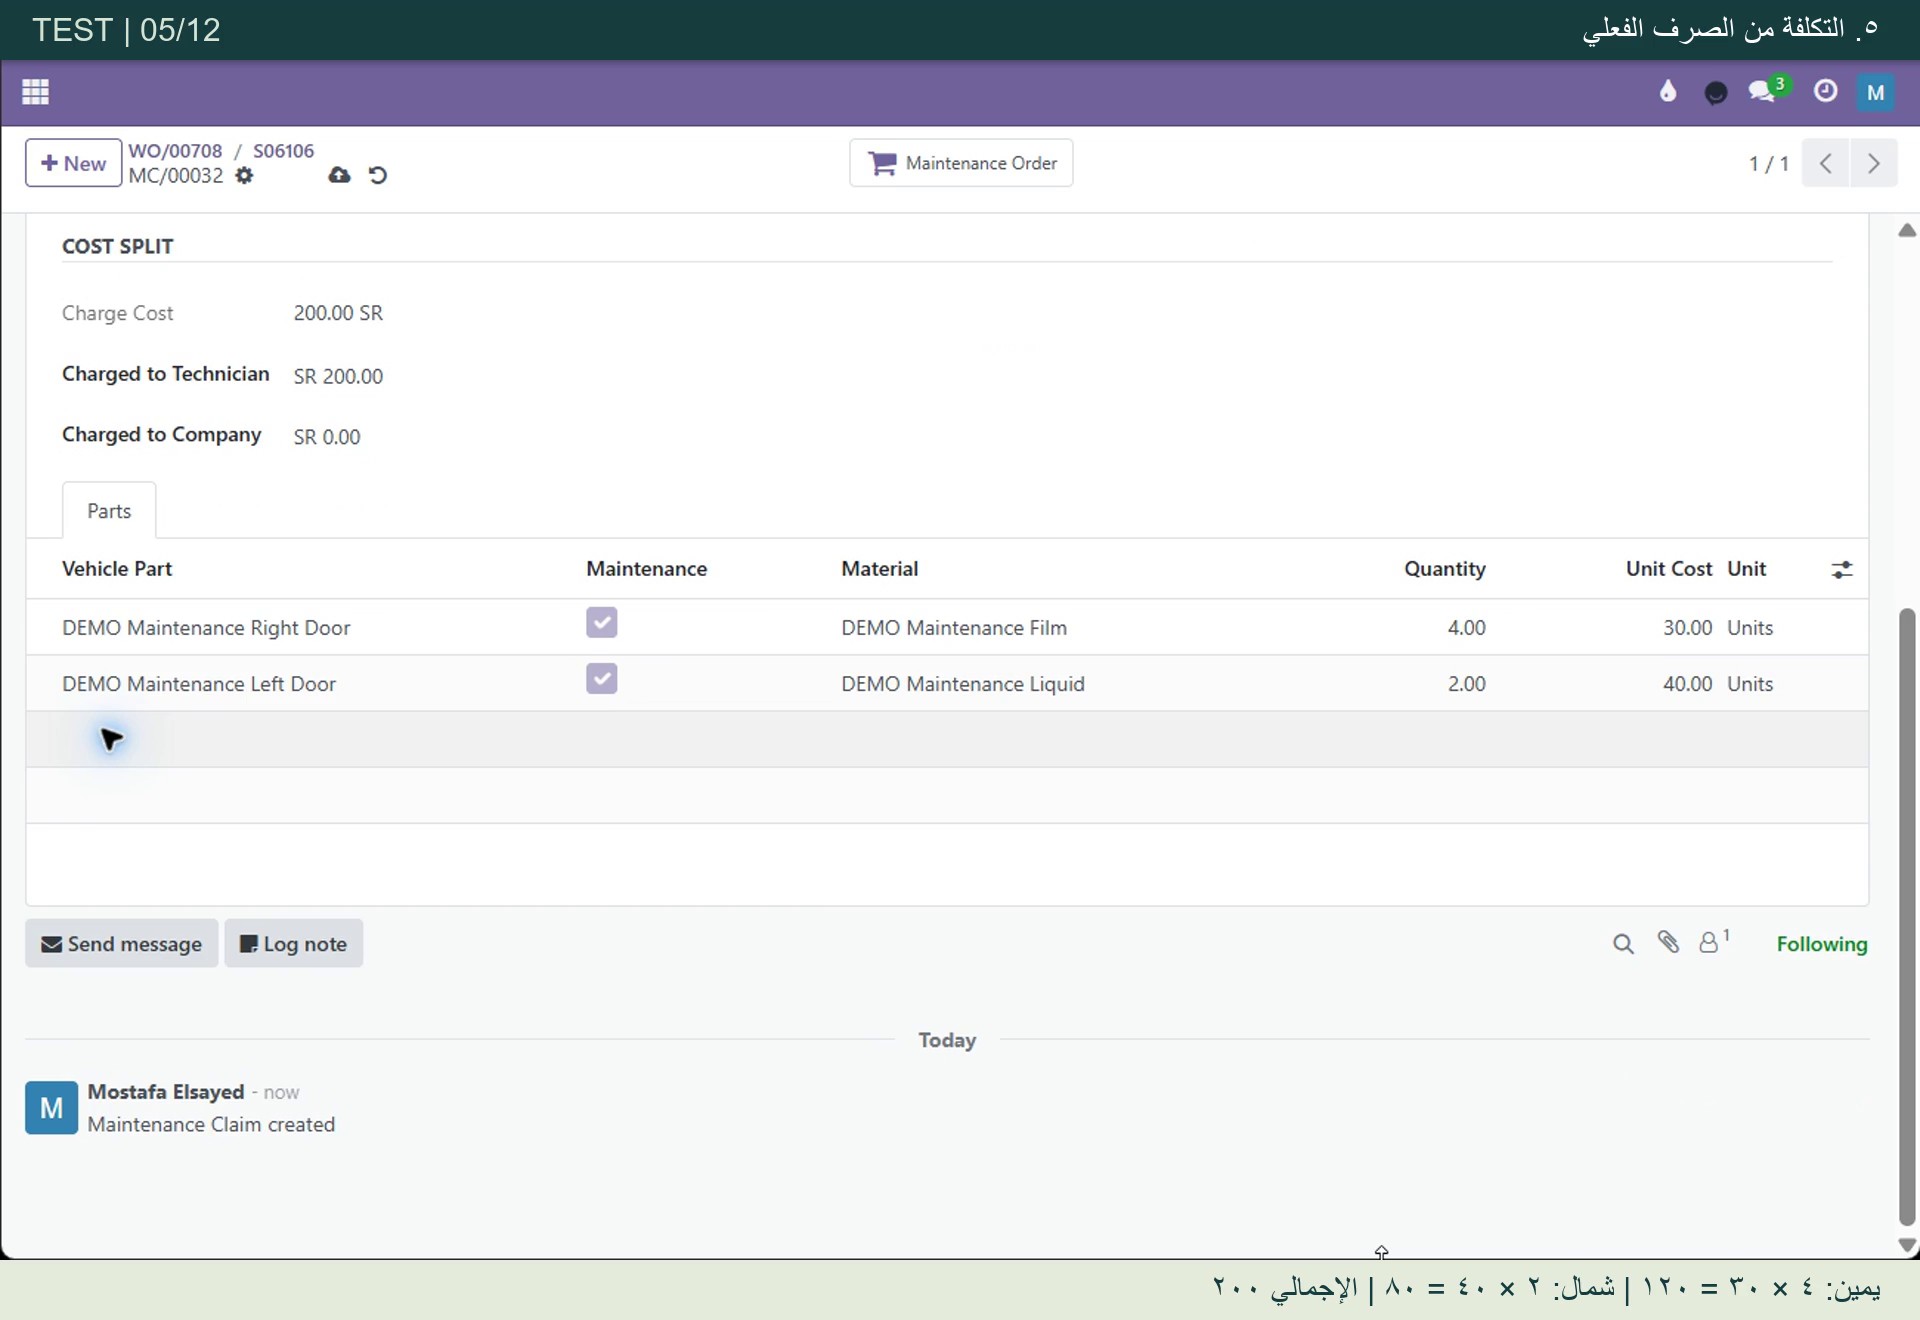 TEST | 05/12
٥. التكلفة من الصرف الفعلي
3
M
New
WO/00708 / S06106
MC/00032
Maintenance Order
1 / 1
COST SPLIT
Charge Cost 200.00 SR
Charged to Technician SR 200.00
Charged to Company SR 0.00
Parts
Vehicle Part Maintenance Material Quantity Unit Cost Unit
DEMO Maintenance Right Door DEMO Maintenance Film 4.00 30.00 Units
DEMO Maintenance Left Door DEMO Maintenance Liquid 2.00 40.00 Units
Send message Log note
1
Following
Today
M
Mostafa Elsayed - now
Maintenance Claim created
يمين: ٤ × ٣٠ = ١٢٠ | شمال: ٢ × ٤٠ = ٨٠ | الإجمالي ٢٠٠